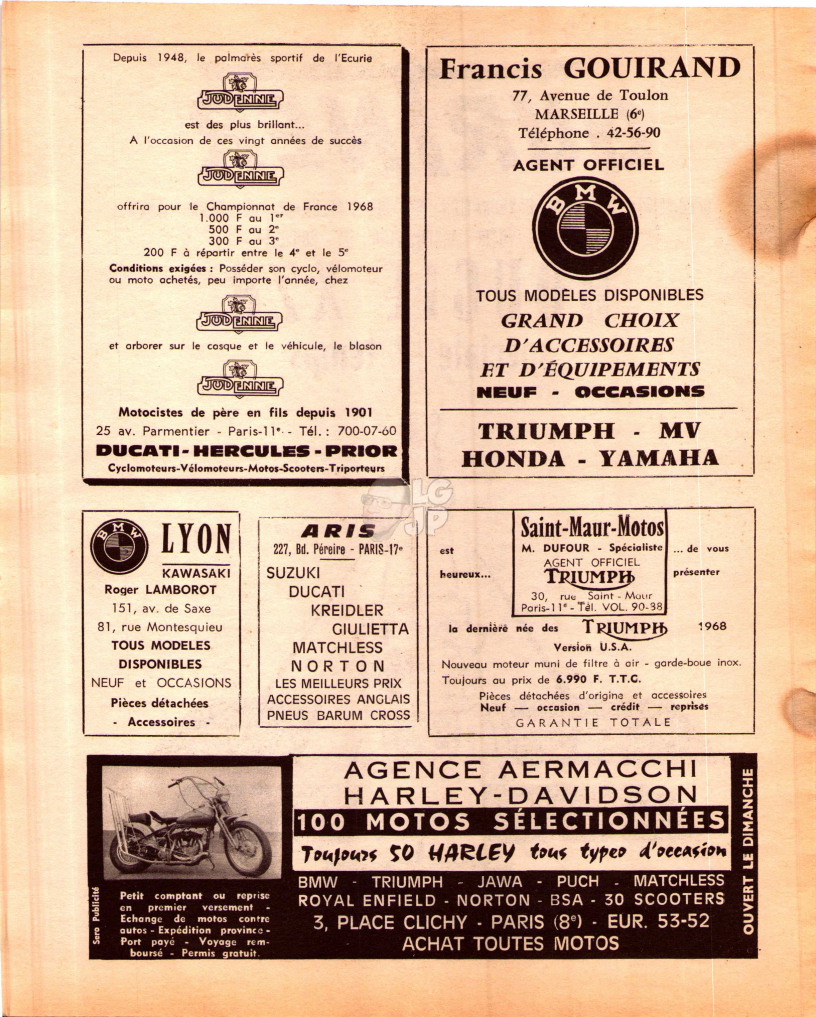 Depuis 1948, le palmarès sportif de l'Ecurie
JUDENNE
est des plus brillant...
A l'occasion de ces vingt années de succès
JUDENNE
offrira pour le Championnat de France 1968
1.000 F au 1er
500 F au 2e
300 F au 3e
200 F à répartir entre le 4e et le 5e
Conditions exigées : Posséder son cyclo, vélomoteur
ou moto achetés, peu importe l'année, chez
JUDENNE
et arborer sur le casque et le véhicule, le blason
JUDENNE
Motocistes de père en fils depuis 1901
25 av. Parmentier - Paris-11e - Tél. : 700-07-60
DUCATI - HERCULES - PRIOR
Cyclomoteurs-Vélomoteurs-Motos-Scooters-Triporteurs
Francis GOUIRAND
77, Avenue de Toulon
MARSEILLE (6e)
Téléphone . 42-56-90
AGENT OFFICIEL
BMW
TOUS MODÈLES DISPONIBLES
GRAND CHOIX
D'ACCESSOIRES
ET D'ÉQUIPEMENTS
NEUF - OCCASIONS
TRIUMPH - MV
HONDA - YAMAHA
LG
JP
BMW
LYON
KAWASAKI
Roger LAMBOROT
151, av. de Saxe
81, rue Montesquieu
TOUS MODELES
DISPONIBLES
NEUF et OCCASIONS
Pièces détachées
- Accessoires -
ARIS
227, Bd. Péreire - PARIS-17e
SUZUKI
DUCATI
KREIDLER
GIULIETTA
MATCHLESS
NORTON
LES MEILLEURS PRIX
ACCESSOIRES ANGLAIS
PNEUS BARUM CROSS
Saint-Maur-Motos
M. DUFOUR - Spécialiste
AGENT OFFICIEL
TRIUMPH
30, rue Saint - Maur
Paris-11e - Tél. VOL. 90-38
est
heureux...
... de vous
présenter
la dernière née des TRIUMPH 1968
Version U.S.A.
Nouveau moteur muni de filtre à air - garde-boue inox.
Toujours au prix de 6.990 F. T.T.C.
Pièces détachées d'origine et accessoires
Neuf — occasion — crédit — reprises
GARANTIE TOTALE
Sero Publicité
Petit comptant ou reprise
en premier versement -
Echange de motos contre
autos - Expédition province -
Port payé - Voyage rem-
boursé - Permis gratuit.
AGENCE AERMACCHI
HARLEY-DAVIDSON
100 MOTOS SÉLECTIONNÉES
Toujours 50 HARLEY tous types d'occasion
BMW - TRIUMPH - JAWA - PUCH - MATCHLESS
ROYAL ENFIELD - NORTON - BSA - 30 SCOOTERS
3, PLACE CLICHY - PARIS (8e) - EUR. 53-52
ACHAT TOUTES MOTOS
OUVERT LE DIMANCHE